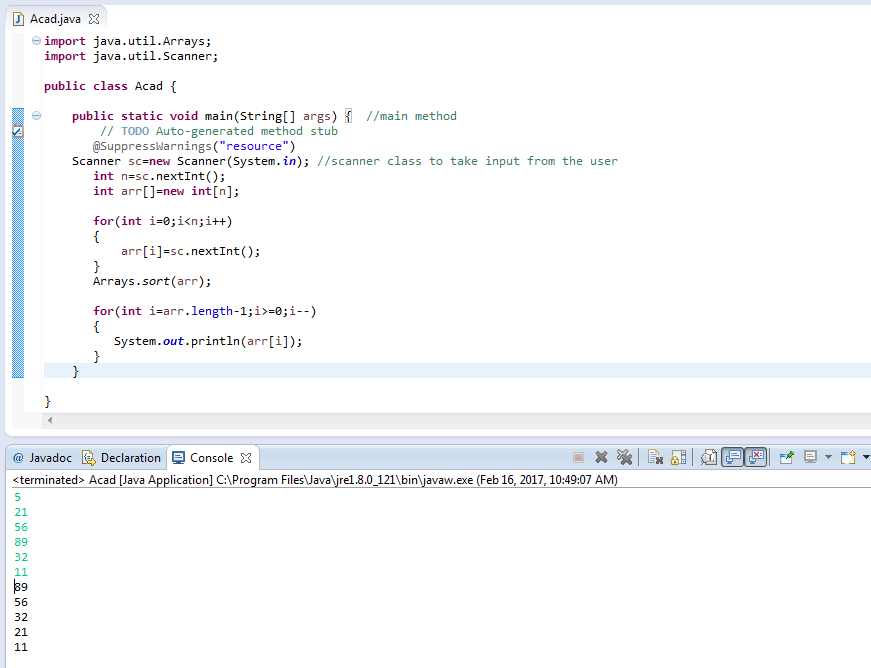 Acad.java
import java.util.Arrays;
import java.util.Scanner;
public class Acad {
public static void main(String[] args) { //main method
// TODO Auto-generated method stub
@SuppressWarnings("resource")
Scanner sc=new Scanner(System.in); //scanner class to take input from the user
int n=sc.nextInt();
int arr[]=new int[n];
for(int i=0;i<n;i++)
{
arr[i]=sc.nextInt();
}
Arrays.sort(arr);
for(int i=arr.length-1;i>=0;i--)
{
System.out.println(arr[i]);
}
}
}
@ Javadoc Declaration Console
<terminated> Acad [Java Application] C:\Program Files\Java\jre1.8.0_121\bin\javaw.exe (Feb 16, 2017, 10:49:07 AM)
5
21
56
89
32
11
89
56
32
21
11